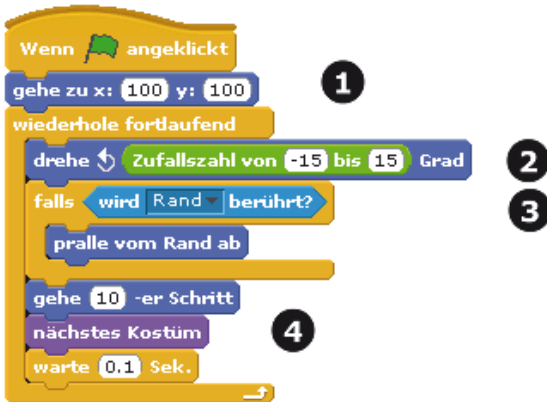 Wenn angeklickt
gehe zu x: 100 y: 100
1
wiederhole fortlaufend
drehe Zufallszahl von -15 bis 15 Grad
2
falls wird Rand berührt?
3
pralle vom Rand ab
gehe 10 -er Schritt
nächstes Kostüm
4
warte 0.1 Sek.